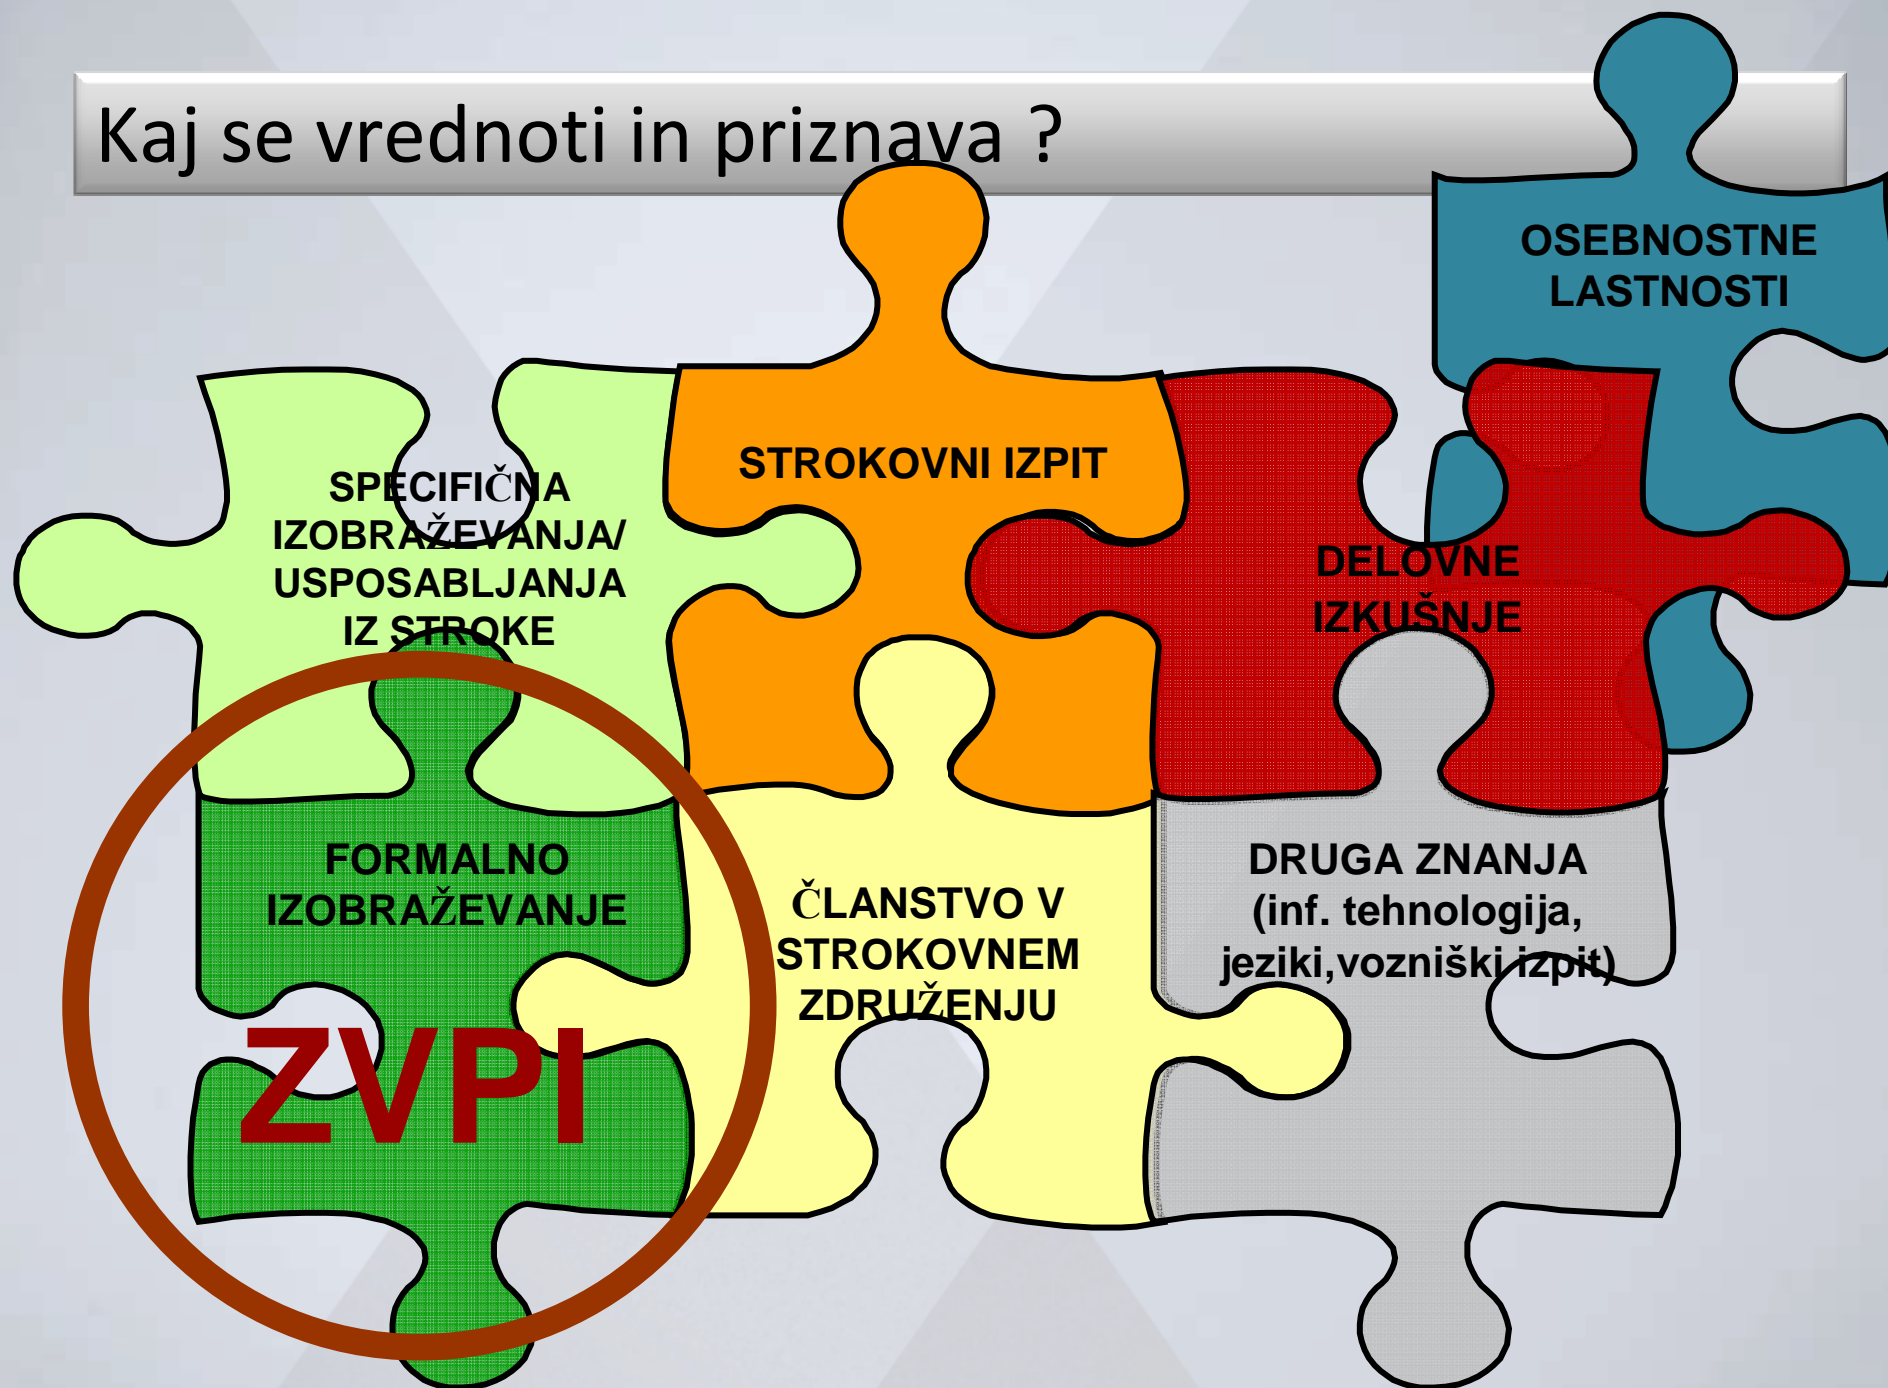 Kaj se vrednoti in priznava ?
OSEBNOSTNE
LASTNOSTI
STROKOVNI IZPIT
SPECIFIČNA
IZOBRAŽEVANJA/
USPOSABLJANJA
IZ STROKE
DELOVNE
IZKUŠNJE
FORMALNO
IZOBRAŽEVANJE
ZVPI
ČLANSTVO V
STROKOVNEM
ZDRUŽENJU
DRUGA ZNANJA
(inf. tehnologija,
jeziki,vozniški izpit)